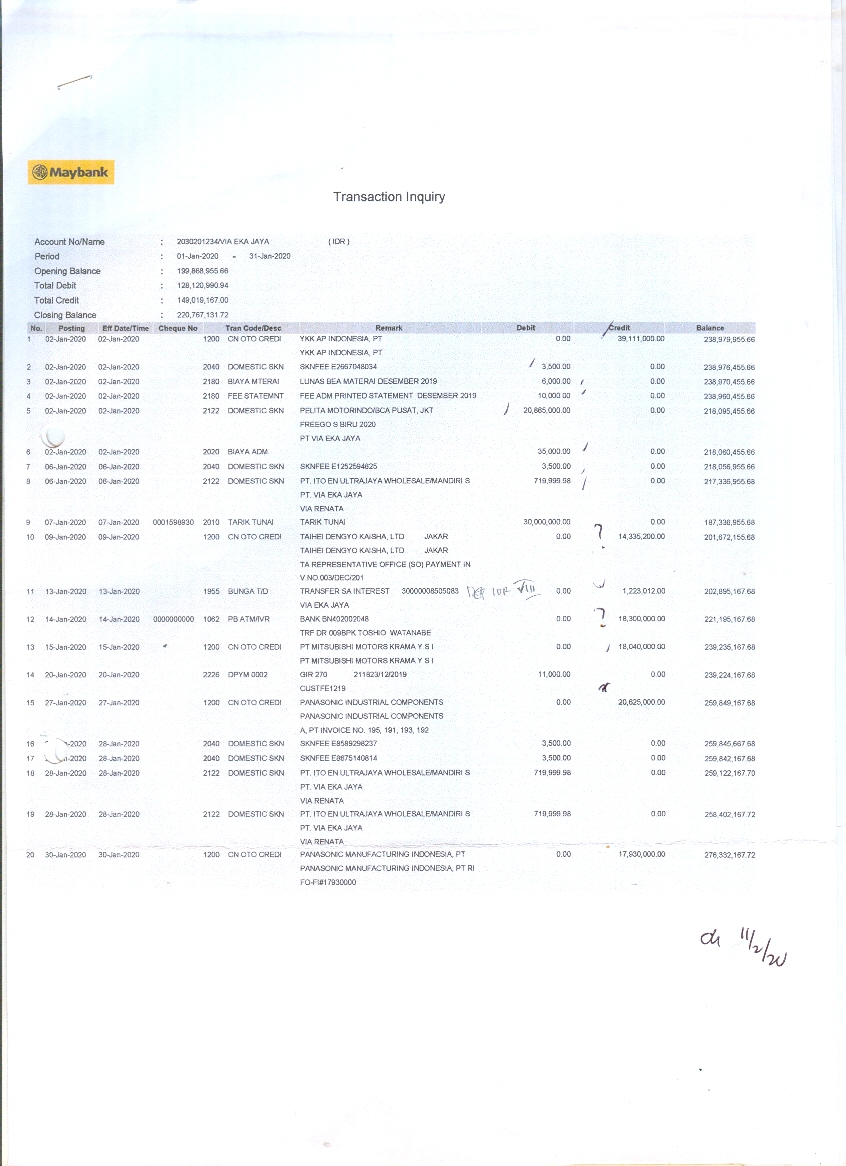 Maybank
Transaction Inquiry
Account No/Name : 2030201234/VIA EKA JAYA ( IDR )
Period : 01-Jan-2020 - 31-Jan-2020
Opening Balance : 199,868,955.66
Total Debit : 128,120,990.94
Total Credit : 149,019,167.00
Closing Balance : 220,767,131.72
No. Posting Eff Date/Time Cheque No Tran Code/Desc Remark Debit Credit Balance
1 02-Jan-2020 02-Jan-2020 1200 CN OTO CREDI YKK AP INDONESIA, PT 0.00 39,111,000.00 238,979,955.66
YKK AP INDONESIA, PT
2 02-Jan-2020 02-Jan-2020 2040 DOMESTIC SKN SKNFEE E2667048034 3,500.00 0.00 238,976,455.66
3 02-Jan-2020 02-Jan-2020 2180 BIAYA MTERAI LUNAS BEA MATERAI DESEMBER 2019 6,000.00 0.00 238,970,455.66
4 02-Jan-2020 02-Jan-2020 2180 FEE STATEMNT FEE ADM PRINTED STATEMENT DESEMBER 2019 10,000.00 0.00 238,960,455.66
5 02-Jan-2020 02-Jan-2020 2122 DOMESTIC SKN PELITA MOTORINDO/BCA PUSAT, JKT 20,865,000.00 0.00 218,095,455.66
FREEGO S BIRU 2020
PT VIA EKA JAYA
6 02-Jan-2020 02-Jan-2020 2020 BIAYA ADM 35,000.00 0.00 218,060,455.66
7 06-Jan-2020 06-Jan-2020 2040 DOMESTIC SKN SKNFEE E1252594825 3,500.00 0.00 218,056,955.66
8 06-Jan-2020 06-Jan-2020 2122 DOMESTIC SKN PT. ITO EN ULTRAJAYA WHOLESALE/MANDIRI S 719,999.98 0.00 217,336,955.68
PT. VIA EKA JAYA
VIA RENATA
9 07-Jan-2020 07-Jan-2020 0001598930 2010 TARIK TUNAI TARIK TUNAI 30,000,000.00 0.00 187,336,955.68
10 09-Jan-2020 09-Jan-2020 1200 CN OTO CREDI TAIHEI DENGYO KAISHA, LTD JAKAR 0.00 ? 14,335,200.00 201,672,155.68
TAIHEI DENGYO KAISHA, LTD JAKAR
TA REPRESENTATIVE OFFICE (SO) PAYMENT IN
V.NO.003/DEC/201
11 13-Jan-2020 13-Jan-2020 1955 BUNGA T/D TRANSFER SA INTEREST 30000008505083 DEP IDR VIII 0.00 1,223,012.00 202,895,167.68
VIA EKA JAYA
12 14-Jan-2020 14-Jan-2020 0000000000 1062 PB ATM/IVR BANK BN402002048 0.00 ? 18,300,000.00 221,195,167.68
TRF DR 009BPK TOSHIO WATANABE
13 15-Jan-2020 15-Jan-2020 1200 CN OTO CREDI PT MITSUBISHI MOTORS KRAMA Y S I 0.00 18,040,000.00 239,235,167.68
PT MITSUBISHI MOTORS KRAMA Y S I
14 20-Jan-2020 20-Jan-2020 2226 DPYM 0002 GIR 270 211823/12/2019 11,000.00 0.00 239,224,167.68
CUSTFE1219
15 27-Jan-2020 27-Jan-2020 1200 CN OTO CREDI PANASONIC INDUSTRIAL COMPONENTS 0.00 20,625,000.00 259,849,167.68
PANASONIC INDUSTRIAL COMPONENTS
A, PT INVOICE NO. 195, 191, 193, 192
16 n-2020 28-Jan-2020 2040 DOMESTIC SKN SKNFEE E8589298237 3,500.00 0.00 259,845,667.68
17 n-2020 28-Jan-2020 2040 DOMESTIC SKN SKNFEE E8675140814 3,500.00 0.00 259,842,167.68
18 28-Jan-2020 28-Jan-2020 2122 DOMESTIC SKN PT. ITO EN ULTRAJAYA WHOLESALE/MANDIRI S 719,999.98 0.00 259,122,167.70
PT. VIA EKA JAYA
VIA RENATA
19 28-Jan-2020 28-Jan-2020 2122 DOMESTIC SKN PT. ITO EN ULTRAJAYA WHOLESALE/MANDIRI S 719,999.98 0.00 258,402,167.72
PT. VIA EKA JAYA
VIA RENATA
20 30-Jan-2020 30-Jan-2020 1200 CN OTO CREDI PANASONIC MANUFACTURING INDONESIA, PT 0.00 17,930,000.00 276,332,167.72
PANASONIC MANUFACTURING INDONESIA, PT RI
FO-FI#17930000
11/2/20